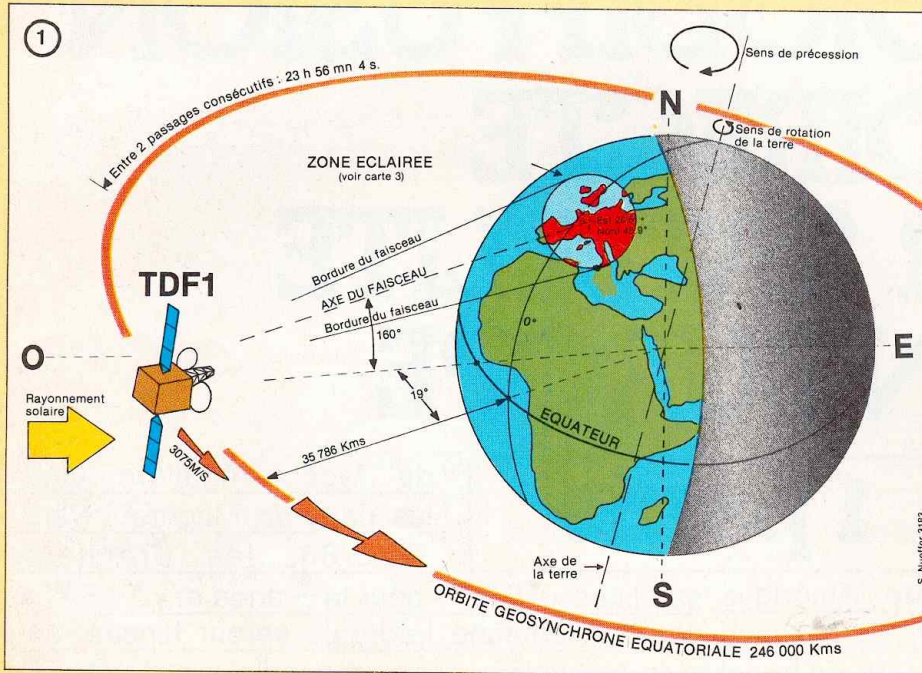 1
Sens de précession
Entre 2 passages consécutifs : 23 h 56 mn 4 s.
N
Sens de rotation
de la terre
ZONE ECLAIREE
(voir carte 3)
Bordure du faisceau
AXE DU FAISCEAU
Bordure du faisceau
TDF1
160°
0°
O
E
19°
Rayonnement
solaire
EQUATEUR
3075M/S
35 786 Kms
Axe de
la terre
S
ORBITE GEOSYNCHRONE EQUATORIALE 246 000 Kms